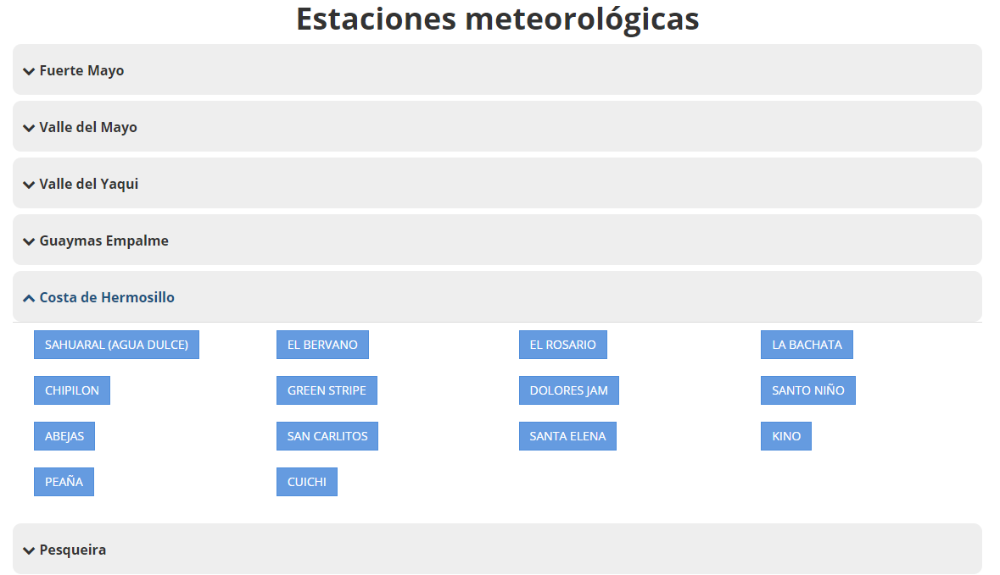 Estaciones meteorológicas
Fuerte Mayo
Valle del Mayo
Valle del Yaqui
Guaymas Empalme
Costa de Hermosillo
SAHUARAL (AGUA DULCE) EL BERVANO EL ROSARIO LA BACHATA
CHIPILON GREEN STRIPE DOLORES JAM SANTO NIÑO
ABEJAS SAN CARLITOS SANTA ELENA KINO
PEAÑA CUICHI
Pesqueira